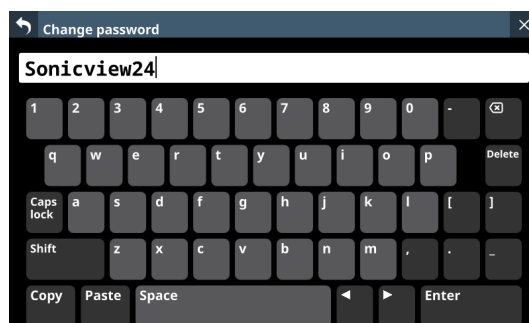 Change password
Sonicview24
1 2 3 4 5 6 7 8 9 0 -
q w e r t y u i o p Delete
Caps lock a s d f g h j k l [ ]
Shift z x c v b n m , . _
Copy Paste Space ◀ ▶ Enter